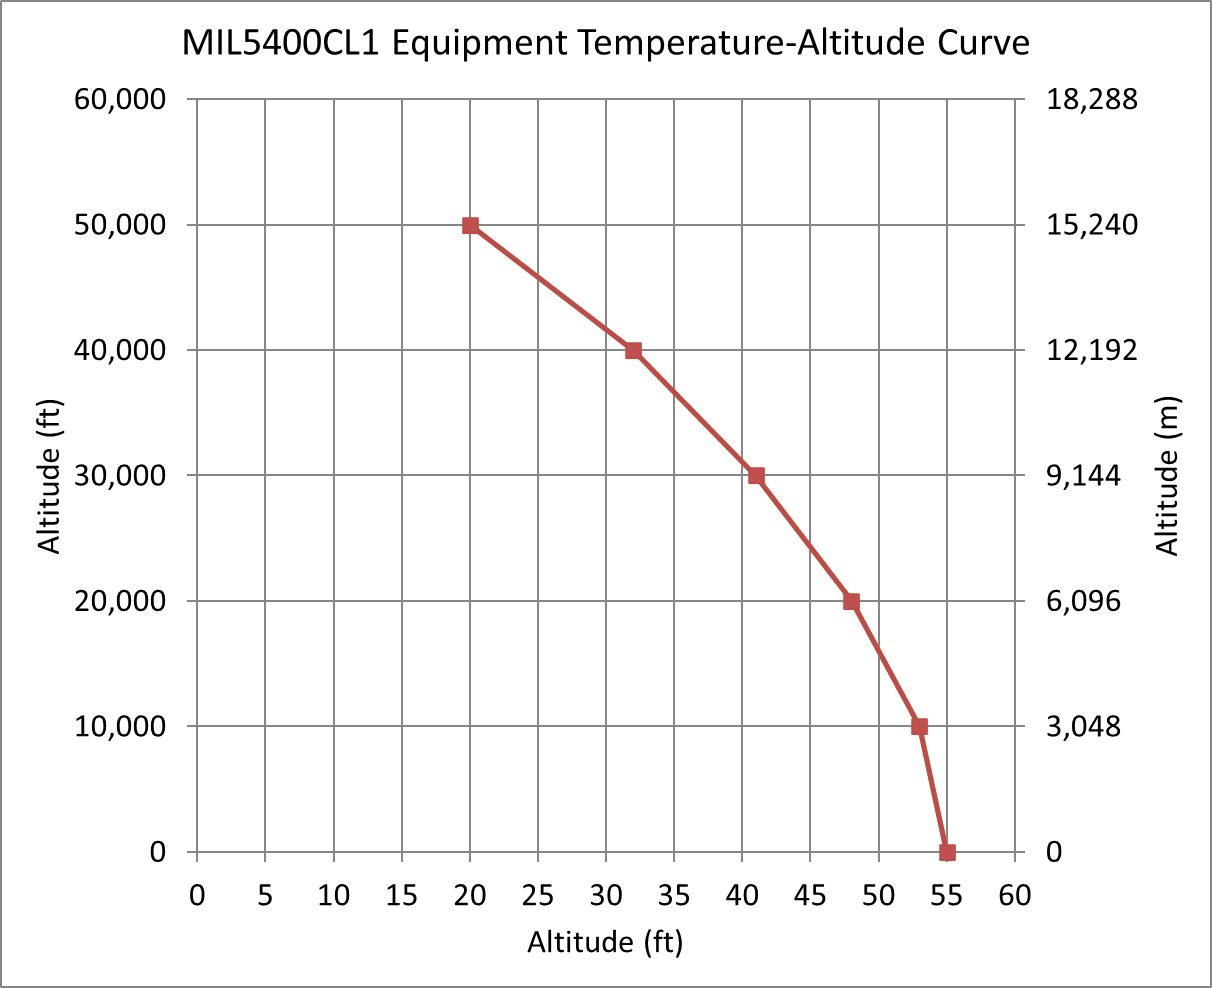 MIL5400CL1 Equipment Temperature-Altitude Curve
60,000
50,000
40,000
30,000
20,000
10,000
0
Altitude (ft)
18,288
15,240
12,192
9,144
6,096
3,048
0
Altitude (m)
0 5 10 15 20 25 30 35 40 45 50 55 60
Altitude (ft)